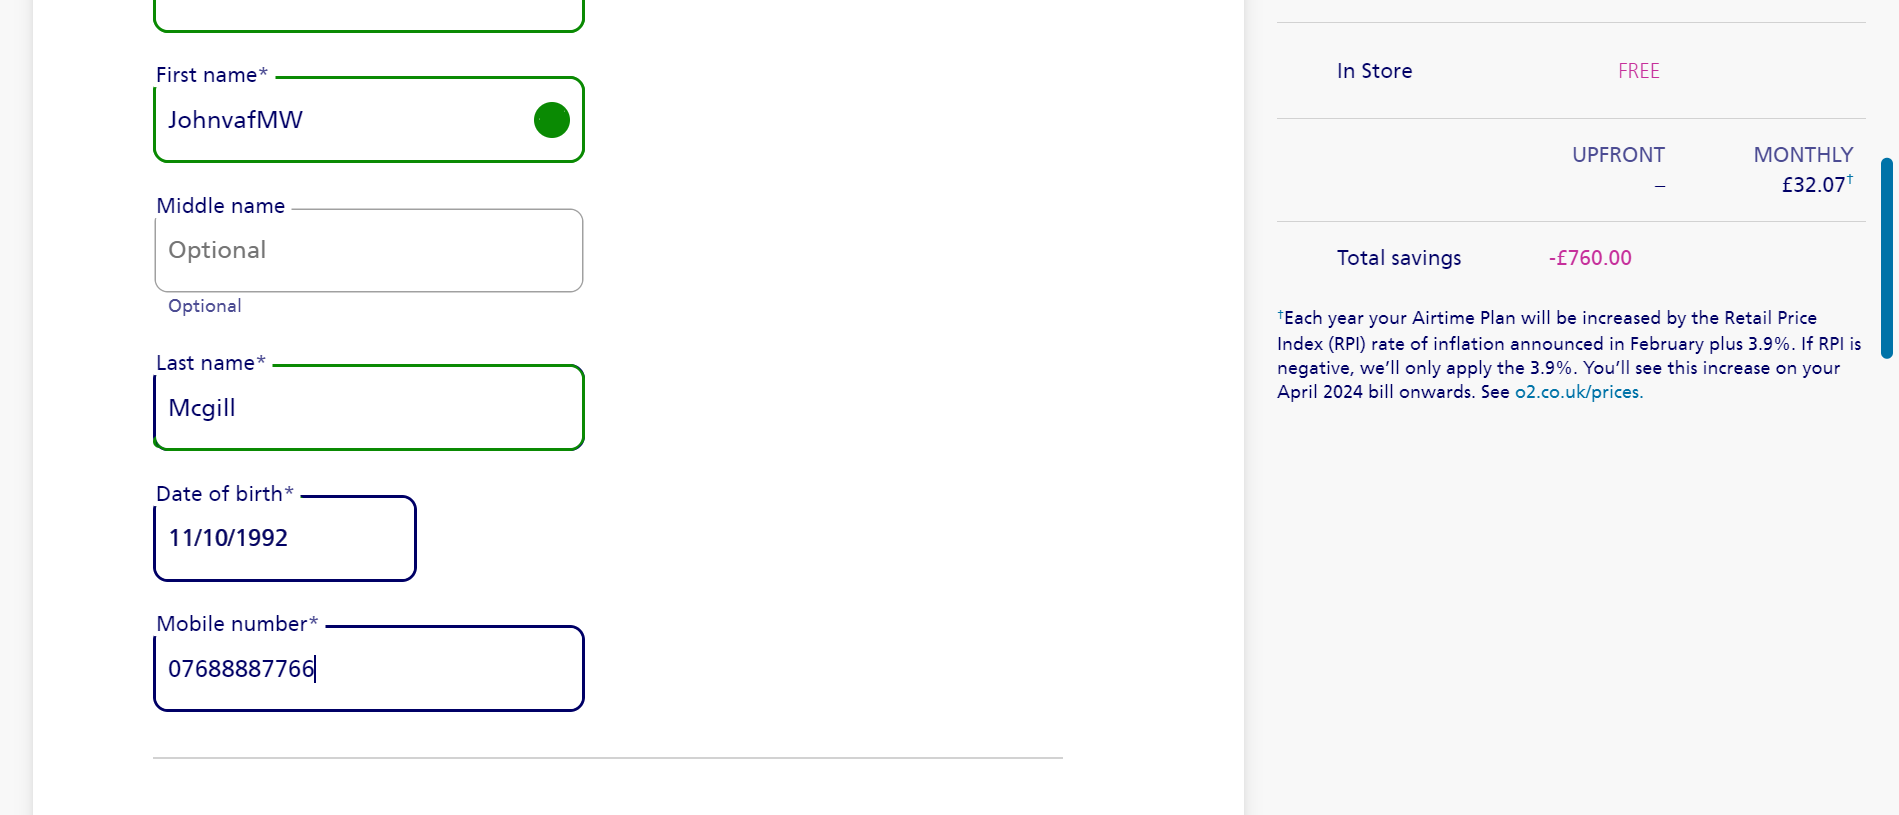 First name*
JohnvafMW
Middle name
Optional
Optional
Last name*
Mcgill
Date of birth*
11/10/1992
Mobile number*
07688887766
In Store FREE
UPFRONT MONTHLY
– £32.07†
Total savings -£760.00
†Each year your Airtime Plan will be increased by the Retail Price
Index (RPI) rate of inflation announced in February plus 3.9%. If RPI is
negative, we’ll only apply the 3.9%. You’ll see this increase on your
April 2024 bill onwards. See o2.co.uk/prices.